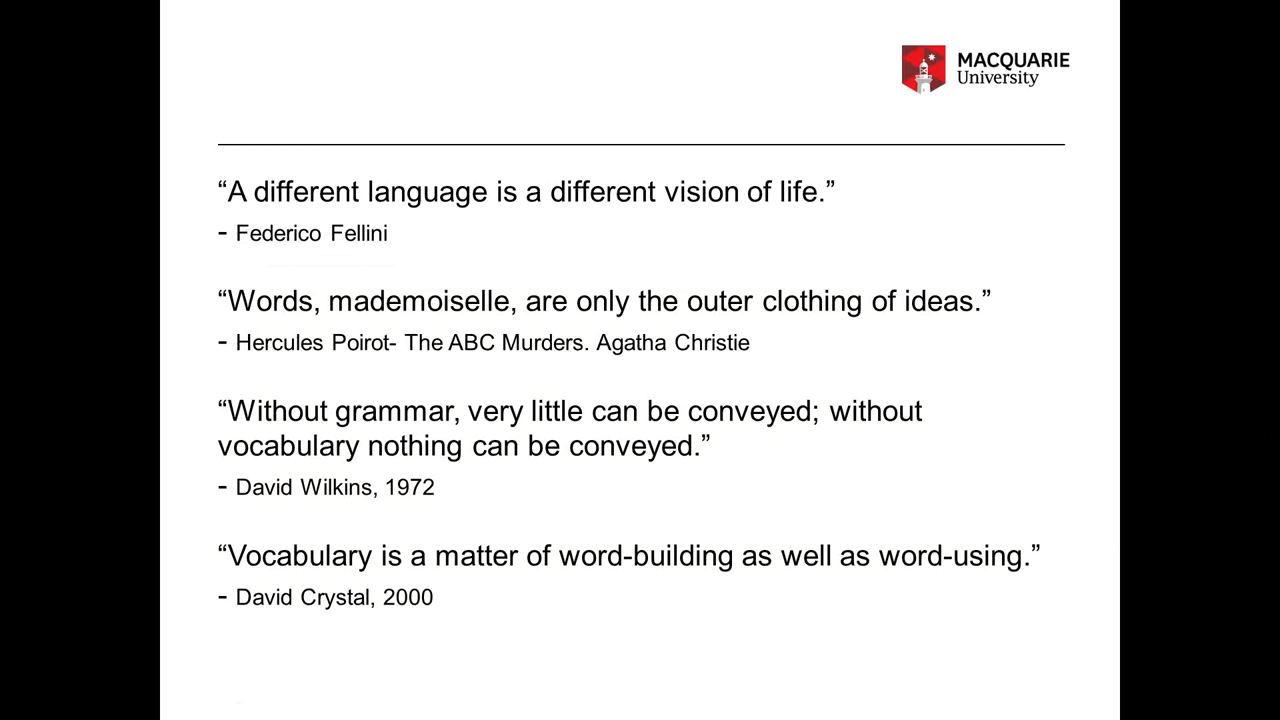 MACQUARIE
University
“A different language is a different vision of life.”
- Federico Fellini
“Words, mademoiselle, are only the outer clothing of ideas.”
- Hercules Poirot- The ABC Murders. Agatha Christie
“Without grammar, very little can be conveyed; without
vocabulary nothing can be conveyed.”
- David Wilkins, 1972
“Vocabulary is a matter of word-building as well as word-using.”
- David Crystal, 2000